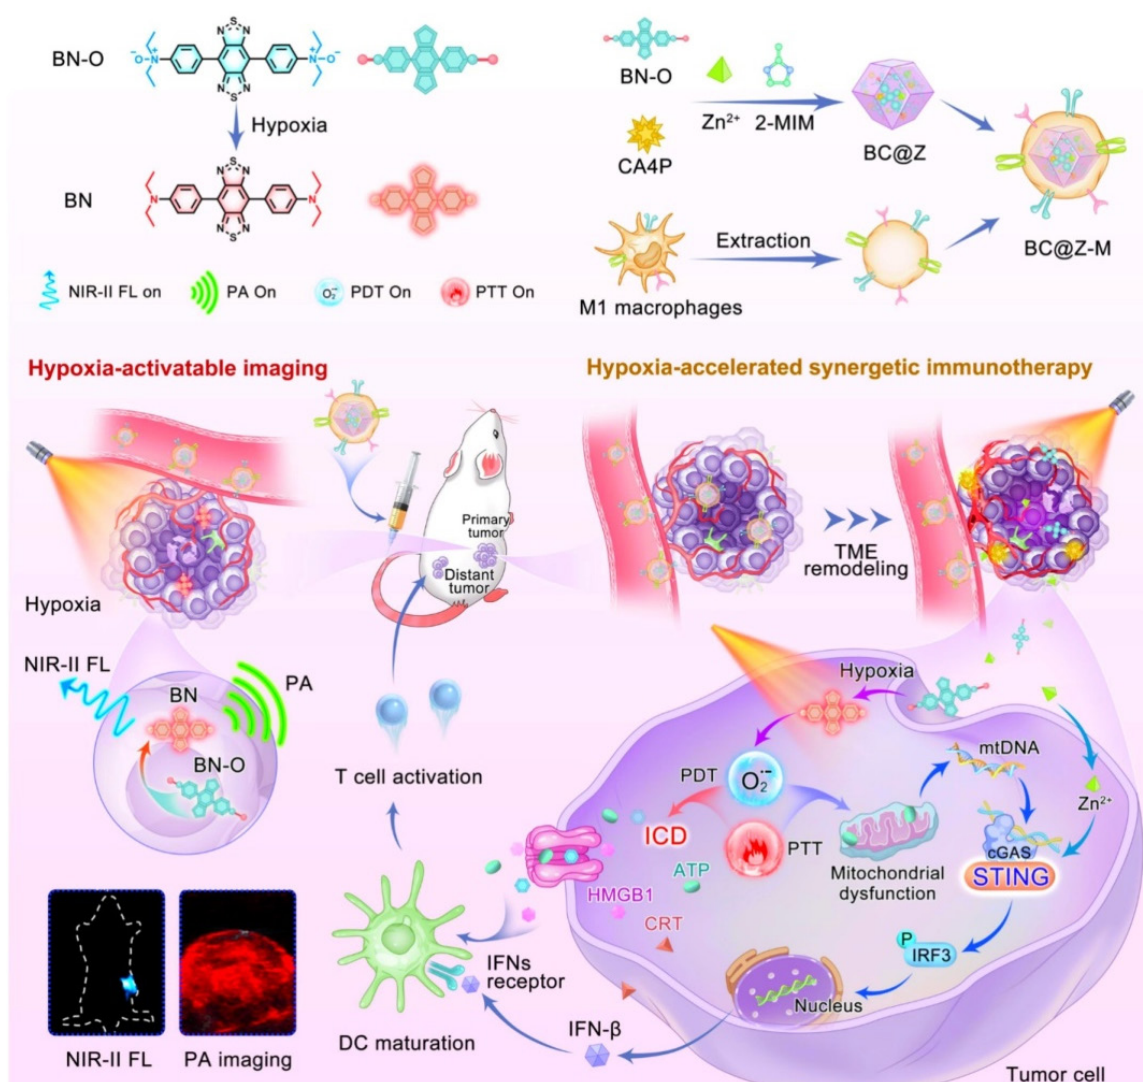 BN-O
S
N
N
N
N
S
-O-N+
N+-O-
Hypoxia
BN
S
N
N
N
N
N
N
S
NIR-II FL on
PA On
O₂•−
PDT On
PTT On
BN-O
CA4P
Zn²⁺
2-MIM
BC@Z
BC@Z-M
Extraction
M1 macrophages
Hypoxia-activatable imaging
Hypoxia-accelerated synergetic immunotherapy
Primary
tumor
Distant
tumor
TME
remodeling
Hypoxia
NIR-II FL
BN
PA
BN-O
T cell activation
Hypoxia
PDT
O₂•−
mtDNA
Zn²⁺
ICD
PTT
ATP
Mitochondrial
dysfunction
cGAS
STING
HMGB1
CRT
P
IRF3
IFNs
receptor
Nucleus
DC maturation
IFN-β
NIR-II FL
PA imaging
Tumor cell